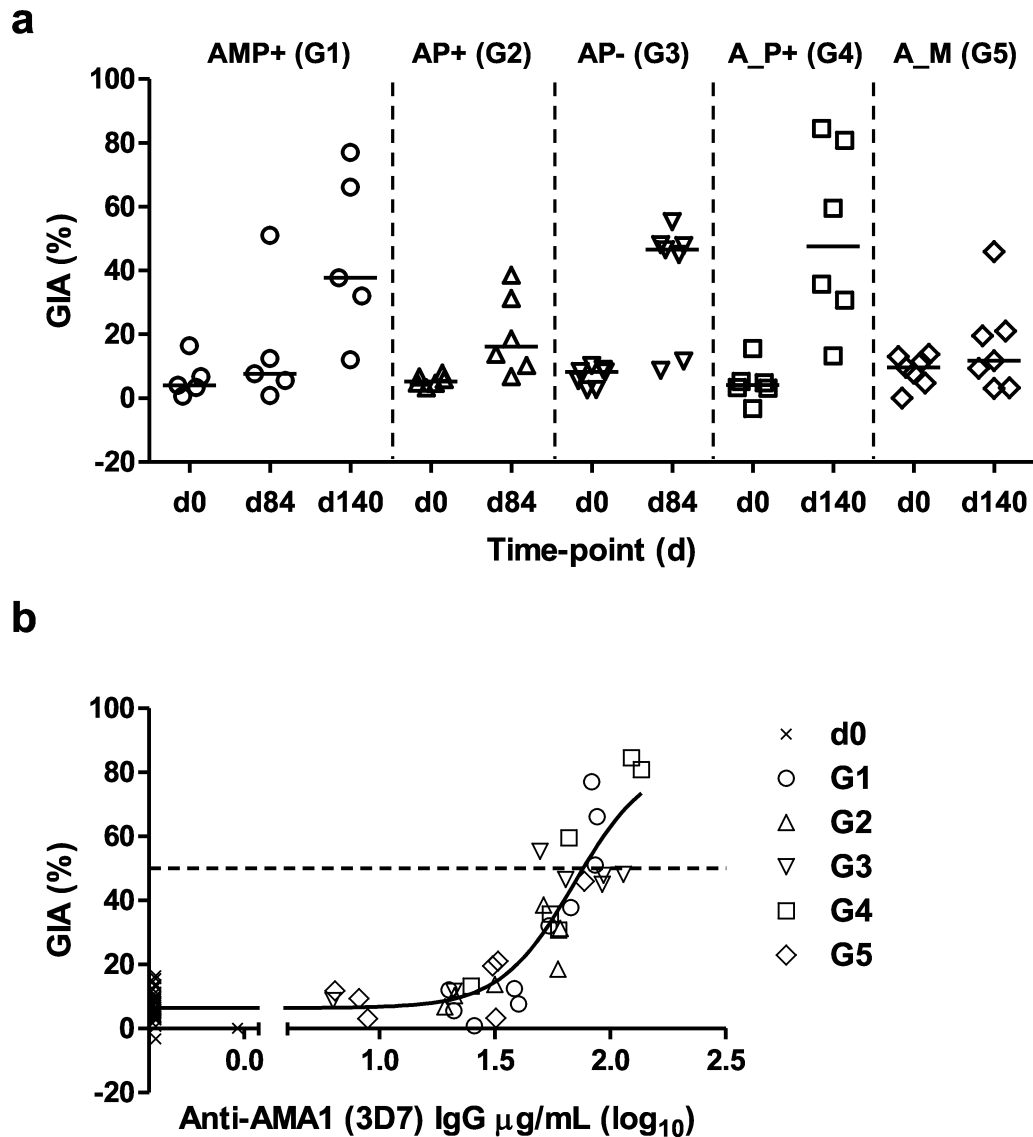 a
AMP+ (G1) AP+ (G2) AP- (G3) A_P+ (G4) A_M (G5)
100
80
60
40
20
0
-20
GIA (%)
d0 d84 d140 d0 d84 d0 d84 d0 d140 d0 d140
Time-point (d)
b
100
80
60
40
20
0
-20
GIA (%)
0.0 1.0 1.5 2.0 2.5
Anti-AMA1 (3D7) IgG μg/mL (log₁₀)
d0
G1
G2
G3
G4
G5